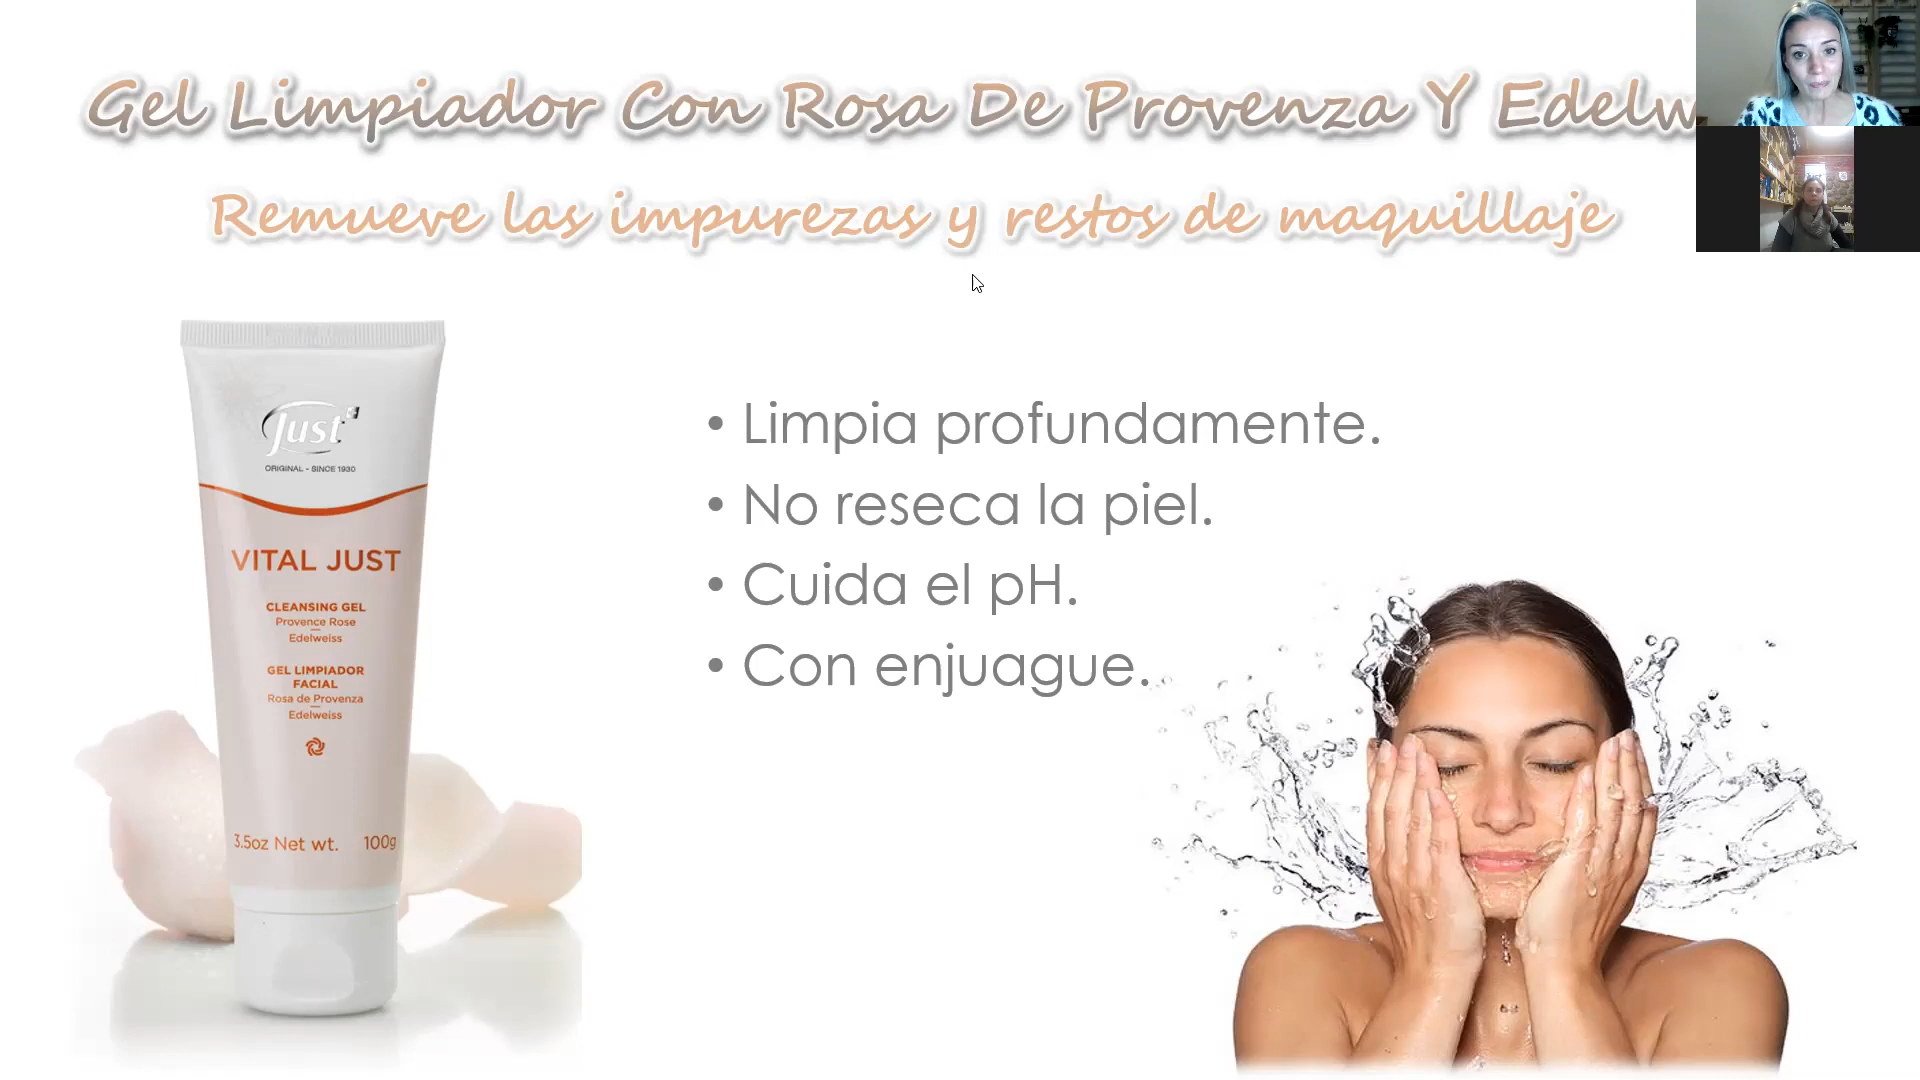 Gel Limpiador Con Rosa De Provenza Y Edelw
Remueve las impurezas y restos de maquillaje
Just
ORIGINAL - SINCE 1930
VITAL JUST
CLEANSING GEL
Provence Rose
Edelweiss
GEL LIMPIADOR
FACIAL
Rosa de Provenza
Edelweiss
3.5oz Net wt. 100g
• Limpia profundamente.
• No reseca la piel.
• Cuida el pH.
• Con enjuague.